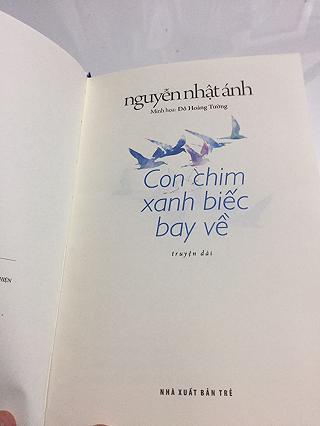 nguyễn nhật ánh
Minh họa: Đỗ Hoàng Tường
Con chim
xanh biếc
bay về
truyện dài
NHÀ XUẤT BẢN TRẺ